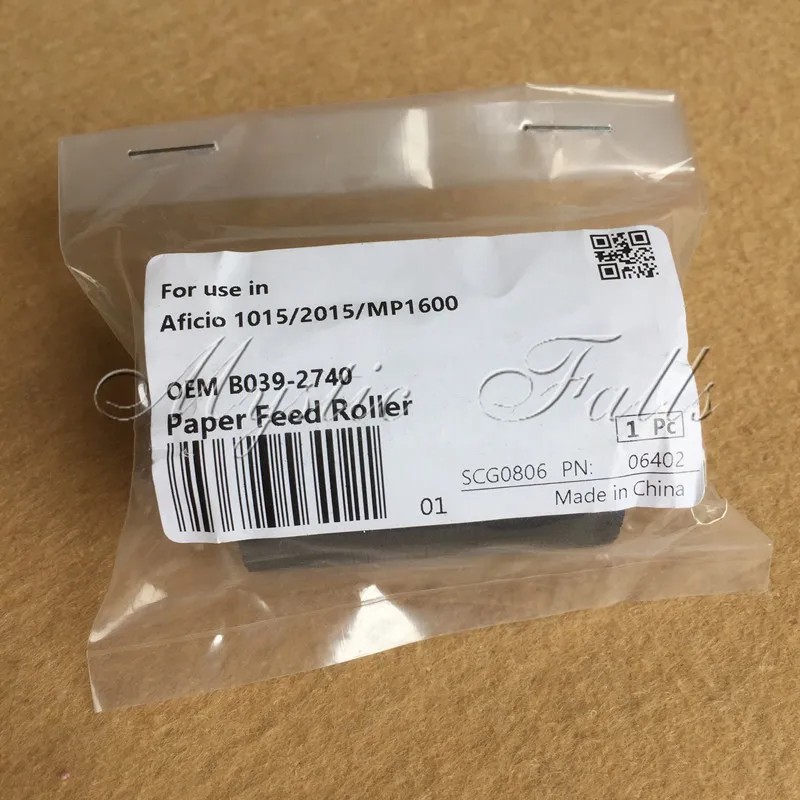 For use in
Aficio 1015/2015/MP1600
OEM B039-2740
Mystic Falls
Paper Feed Roller
1 Pc
SCG0806 PN: 06402
01
Made in China